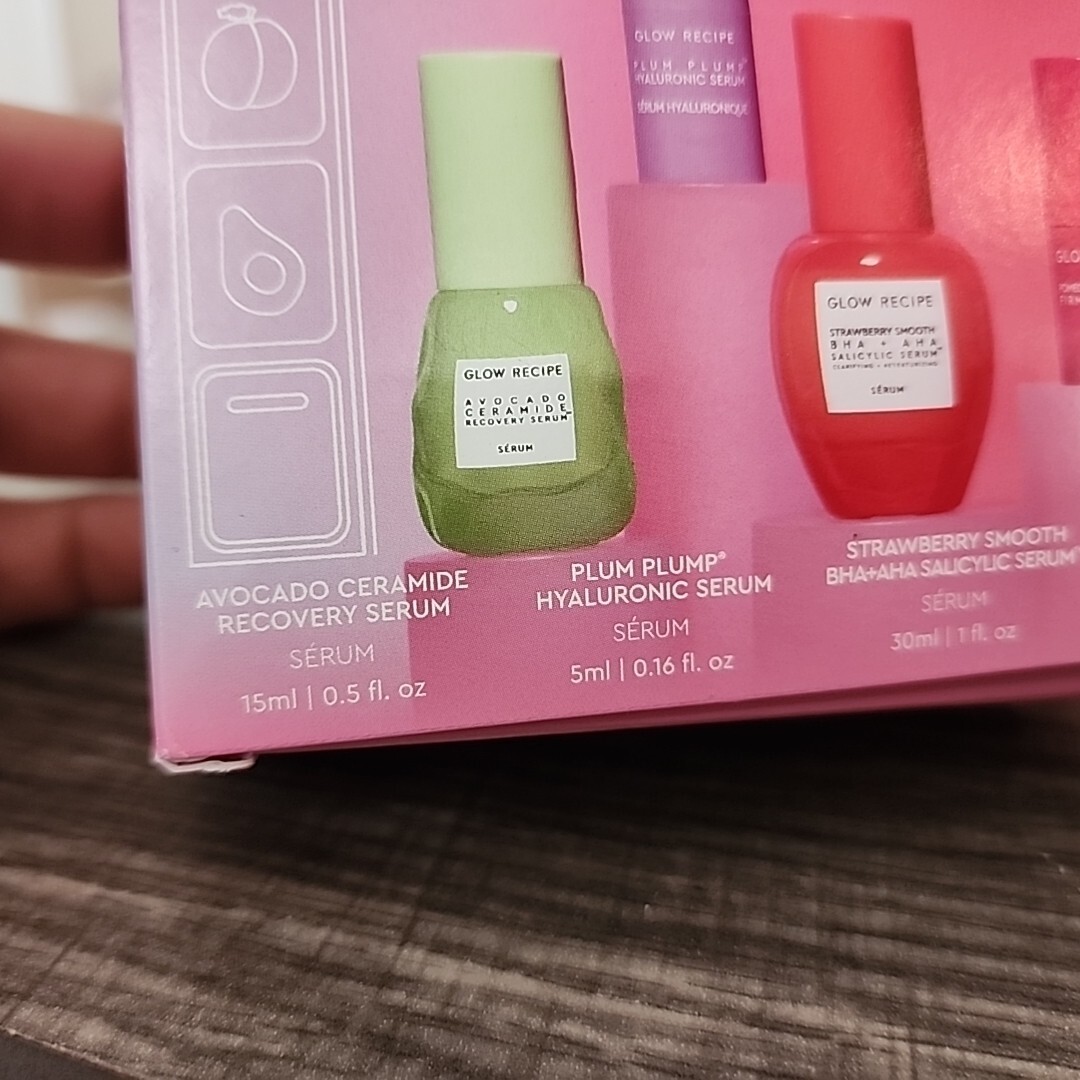 GLOW RECIPE
PLUM PLUMP
HYALURONIC SERUM
SÉRUM HYALURONIQUE
GLOW RECIPE
STRAWBERRY SMOOTH
BHA + AHA
SALICYLIC SERUM
CLARIFYING + RETEXTURIZING
SÉRUM
GLOW RECIPE
AVOCADO
CERAMIDE
RECOVERY SERUM
SÉRUM
AVOCADO CERAMIDE
RECOVERY SERUM
SÉRUM
15ml | 0.5 fl. oz
PLUM PLUMP®
HYALURONIC SERUM
SÉRUM
5ml | 0.16 fl. oz
STRAWBERRY SMOOTH
BHA+AHA SALICYLIC SERUM
SÉRUM
30ml | 1 fl. oz